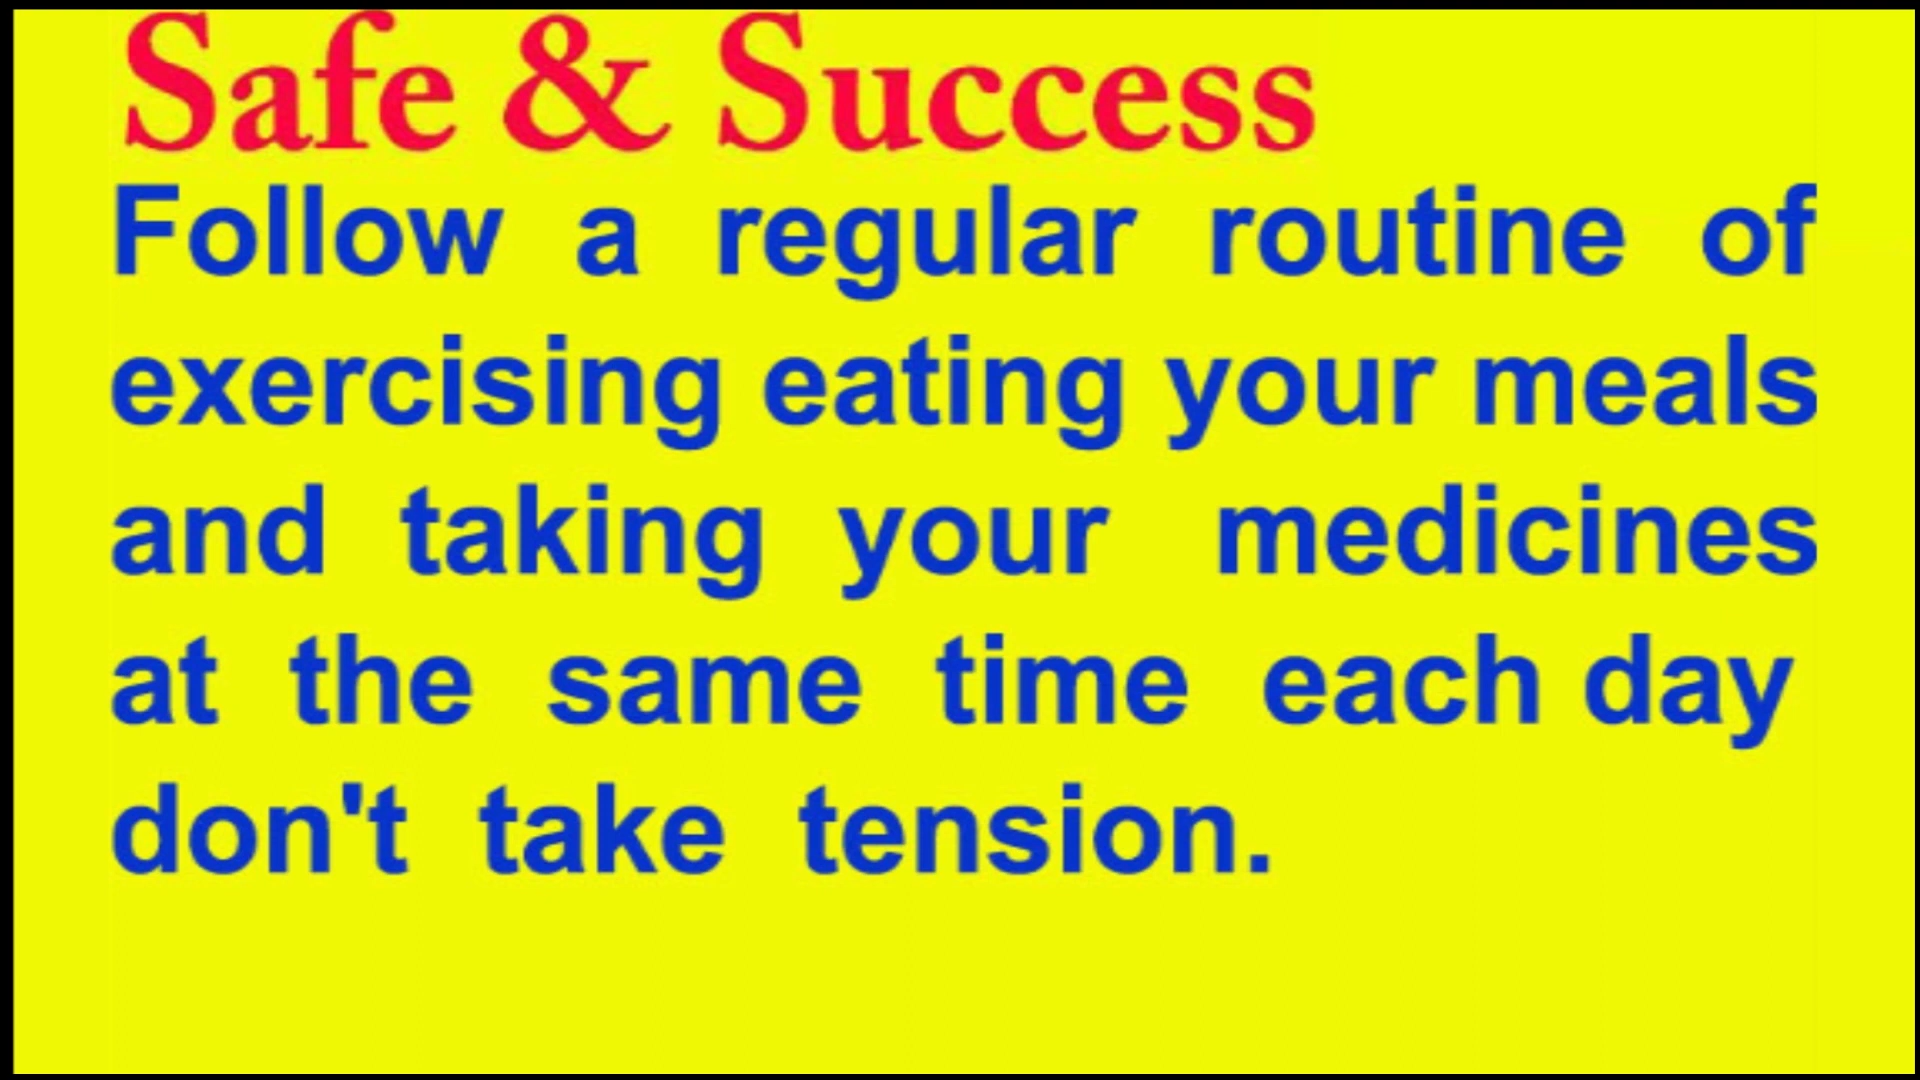 Safe & Success
Follow a regular routine of
exercising eating your meals
and taking your medicines
at the same time each day
don't take tension.